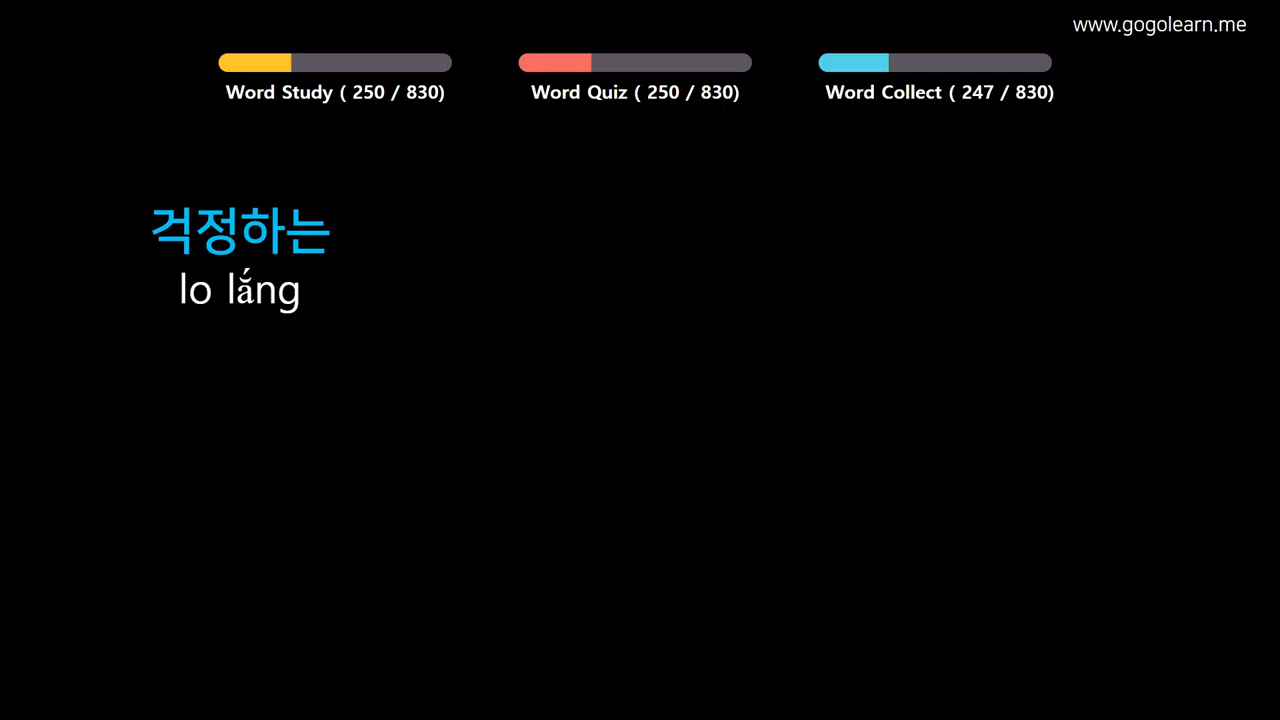 www.gogolearn.me
Word Study ( 250 / 830)
Word Quiz ( 250 / 830)
Word Collect ( 247 / 830)
걱정하는
lo lắng